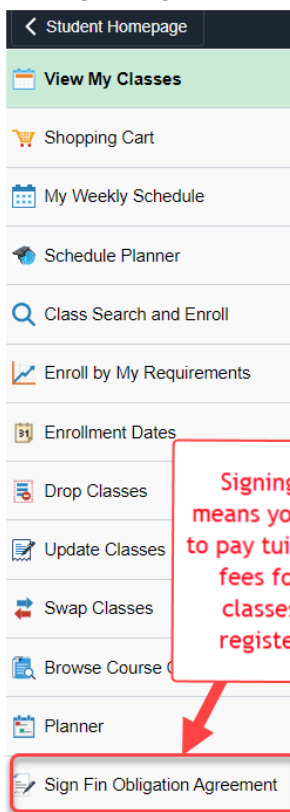 Student Homepage
View My Classes
Shopping Cart
My Weekly Schedule
Schedule Planner
Class Search and Enroll
Enroll by My Requirements
31
Enrollment Dates
Drop Classes
Update Classes
Swap Classes
Browse Course
Planner
Sign Fin Obligation Agreement
Signing
means
to pay
fees
classes